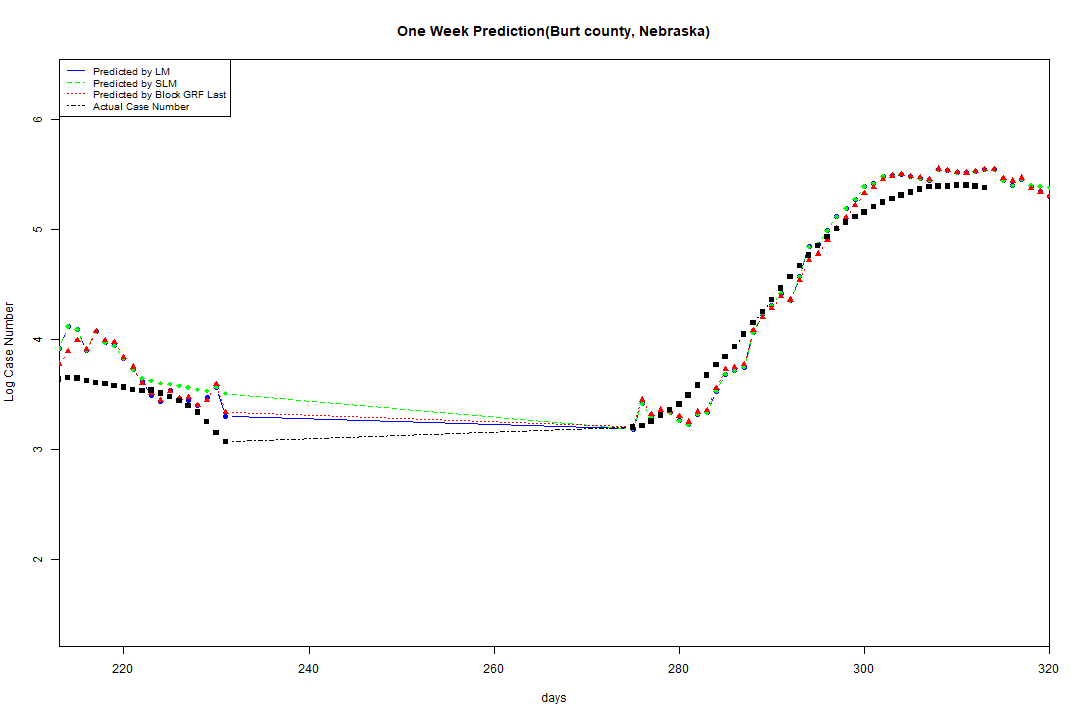 One Week Prediction(Burt county, Nebraska)
Predicted by LM
Predicted by SLM
Predicted by Block GRF Last
Actual Case Number
6
5
4
3
2
Log Case Number
220 240 260 280 300 320
days